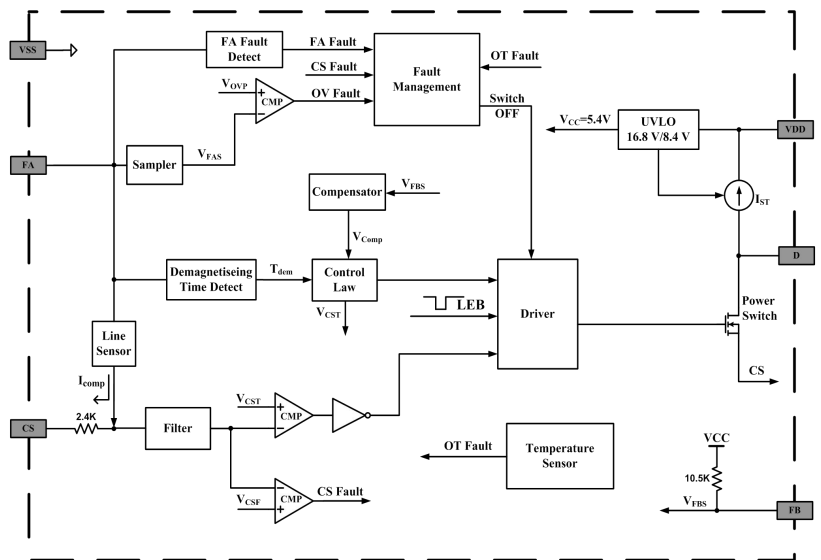 VSS
FA Fault
Detect
FA Fault
CS Fault
OV Fault
Fault
Management
OT Fault
Switch
OFF
V_OVP
+
CMP
−
V_CC=5.4V
UVLO
16.8 V/8.4 V
VDD
FA
Sampler
V_FAS
Compensator
V_FBS
I_ST
V_Comp
D
Demagnetiseing
Time Detect
T_dem
Control
Law
V_CST
LEB
Driver
Power
Switch
Line
Sensor
I_comp
CS
CS
2.4K
Filter
V_CST
+
CMP
−
OT Fault
Temperature
Sensor
VCC
10.5K
−
CMP
V_CSF
+
CS Fault
V_FBS
FB